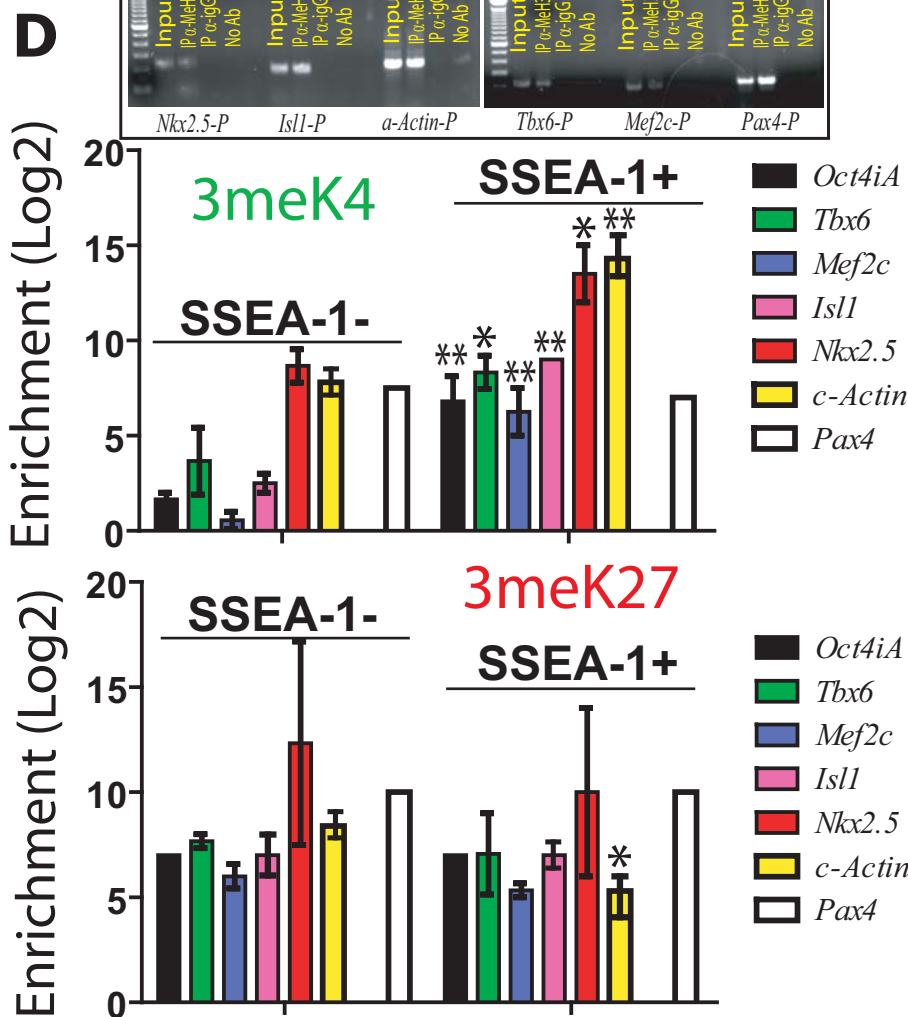 D
Input
IP α-MeH
IP α-igG
No Ab
Input
IP α-MeH
IP α-igG
No Ab
Input
IP α-MeH
IP α-igG
No Ab
Input
IP α-MeH3
IP α-igG
No Ab
Input
IP α-MeH
IP α-igG
No Ab
Input
IP α-MeH
IP α-igG
No Ab
Nkx2.5-P Isl1-P a-Actin-P Tbx6-P Mef2c-P Pax4-P
Enrichment (Log2)
20
15
10
5
0
3meK4
SSEA-1-
SSEA-1+
** * ** ** * **
Oct4iA
Tbx6
Mef2c
Isl1
Nkx2.5
c-Actin
Pax4
Enrichment (Log2)
20
15
10
5
0
3meK27
SSEA-1-
SSEA-1+
*
Oct4iA
Tbx6
Mef2c
Isl1
Nkx2.5
c-Actin
Pax4